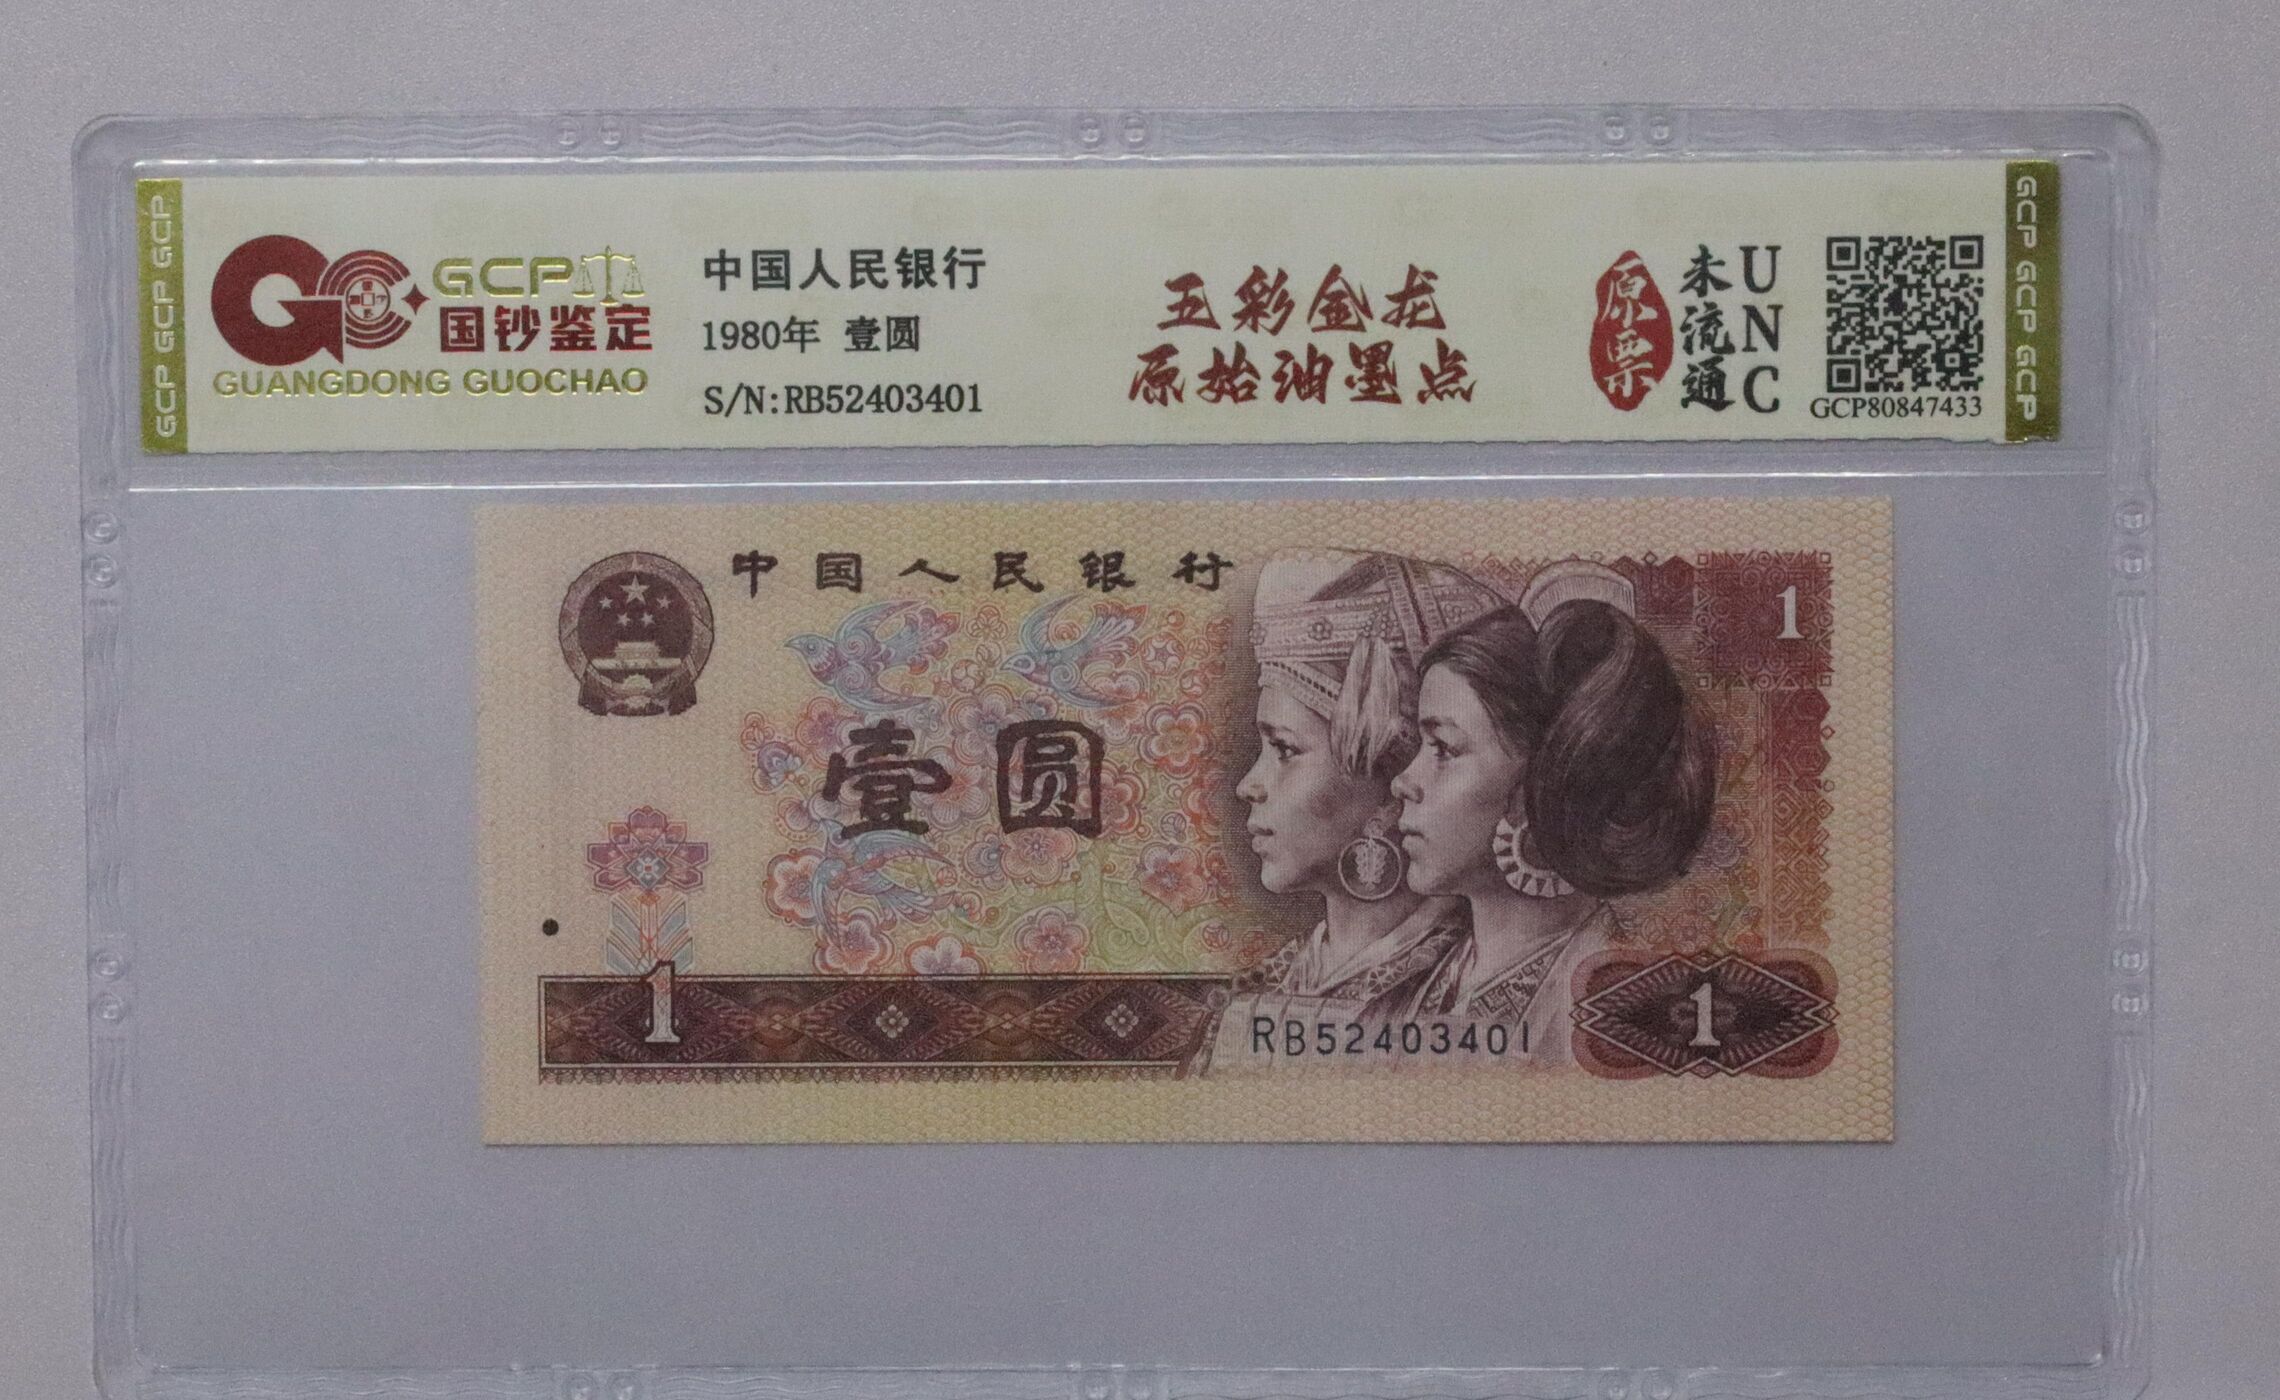 GCP GCP GCP
GCP
国钞鉴定
GUANGDONG GUOCHAO
中国人民银行
1980年 壹圆
S/N:RB52403401
五彩金龙
原始油墨点
原票
未流通
UNC
GCP80847433
GCP GCP GCP
中国人民银行
1
壹圆
1
RB52403401
1